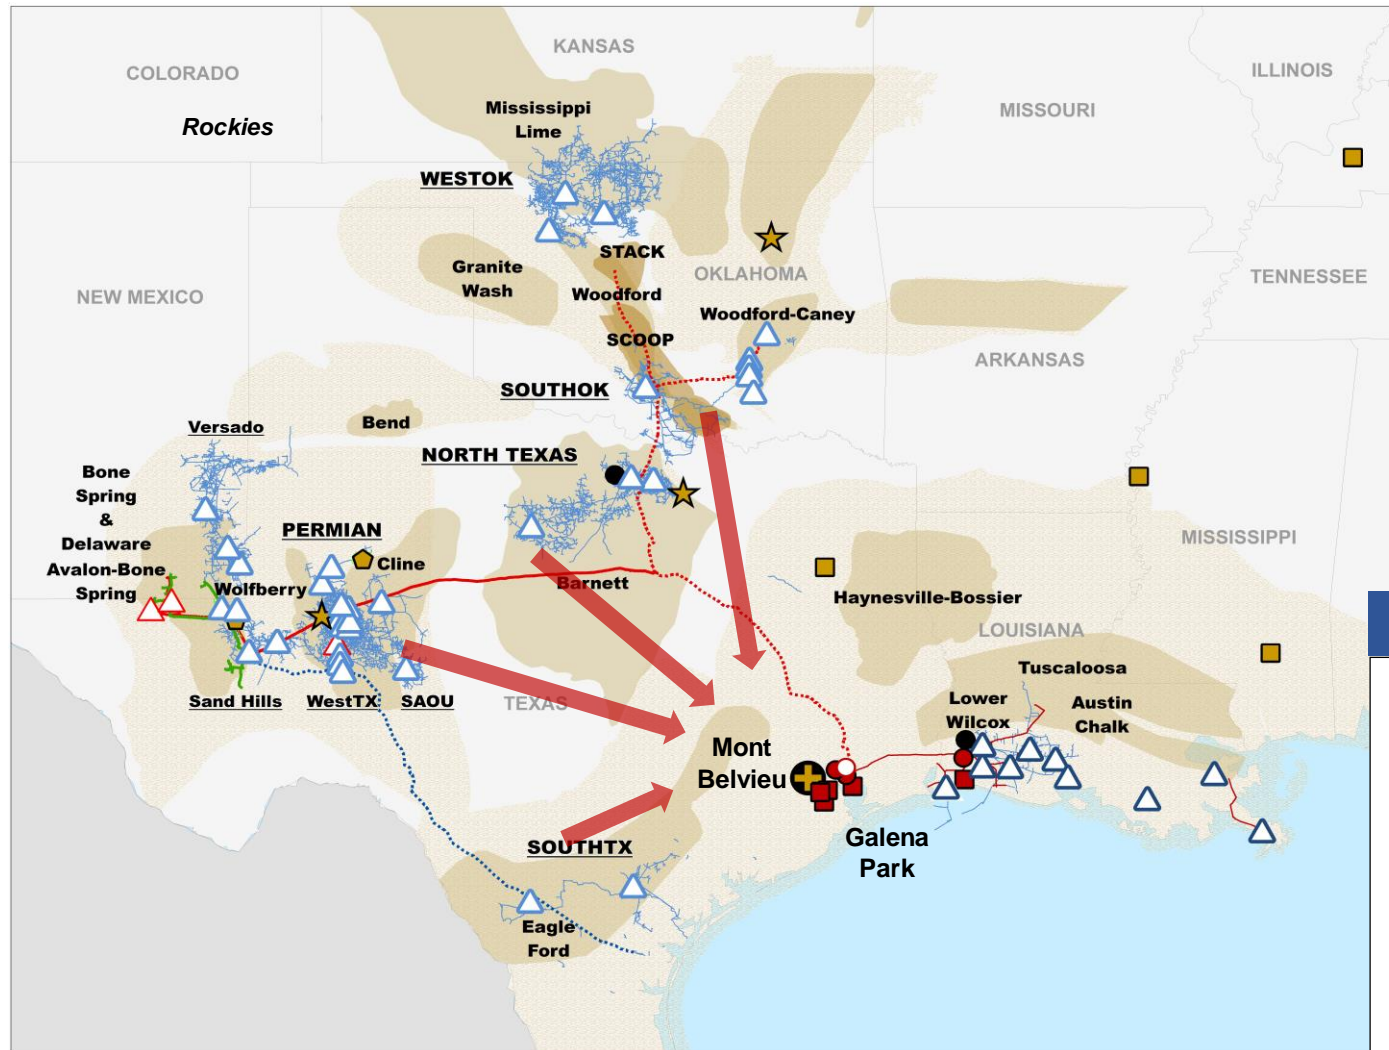 KANSAS
COLORADO
ILLINOIS
Rockies
Mississippi
Lime
MISSOURI
WESTOK
STACK
OKLAHOMA
Granite
Wash
TENNESSEE
NEW MEXICO
Woodford
Woodford-Caney
SCOOP
ARKANSAS
SOUTHOK
Bend
Versado
NORTH TEXAS
Bone
Spring
&
Delaware
Avalon-Bone
Spring
PERMIAN
MISSISSIPPI
Cline
Wolfberry
Barnett
Haynesville-Bossier
LOUISIANA
Tuscaloosa
Sand Hills
WestTX
SAOU
TEXAS
Lower
Wilcox
Austin
Chalk
Mont
Belvieu
Galena
Park
SOUTHTX
Eagle
Ford